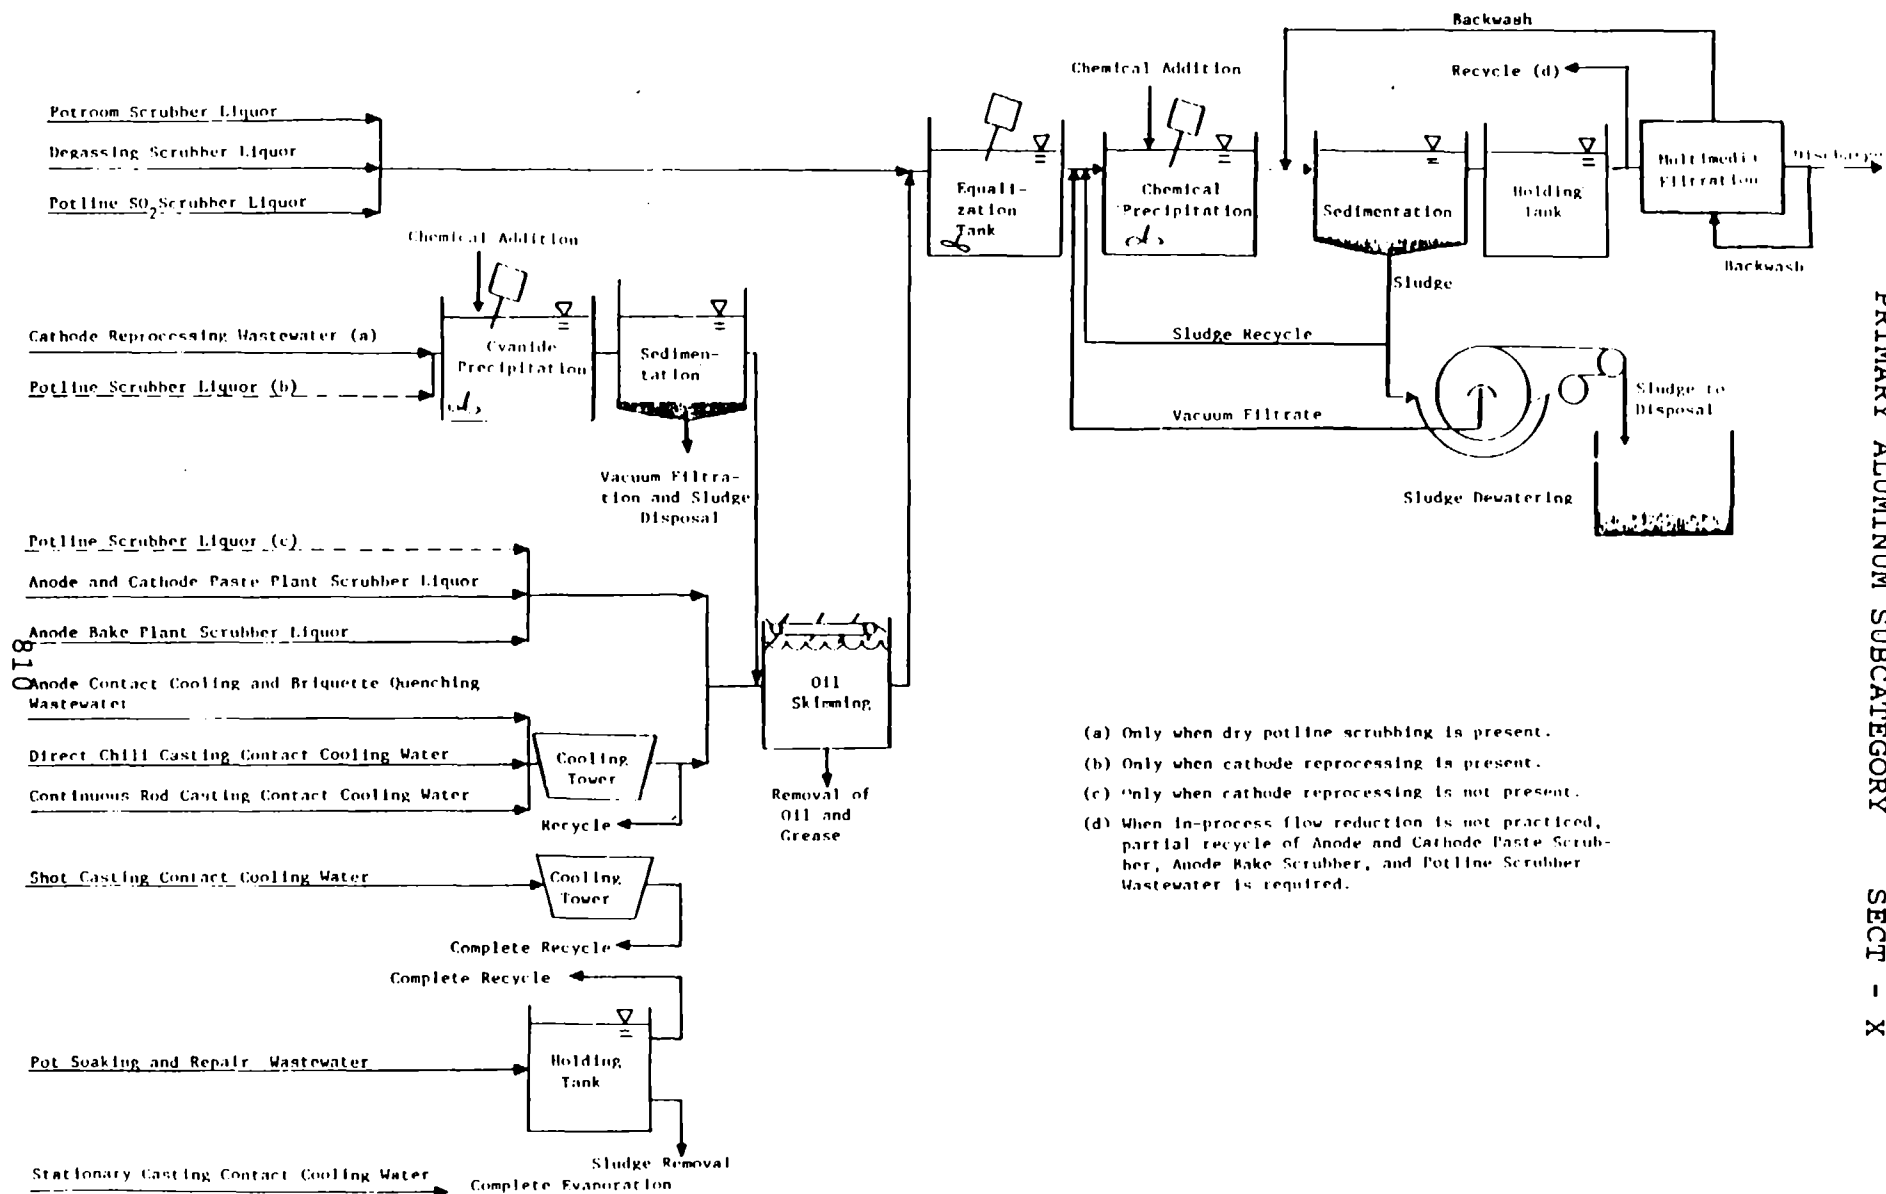 Backwash
Chemical Addition
Recycle (d)
Potroom Scrubber Liquor
Degassing Scrubber Liquor
Potline SO2 Scrubber Liquor
Equali-
zation
Tank
Chemical
Precipitation
Sedimentation
Holding
Tank
Multimedia
Filtration
Discharge
Backwash
Sludge
Chemical Addition
Cathode Reprocessing Wastewater (a)
Potline Scrubber Liquor (b)
Cyanide
Precipitation
Sedimen-
tation
Vacuum Filtra-
tion and Sludge
Disposal
Sludge Recycle
Vacuum Filtrate
Sludge to
Disposal
Sludge Dewatering
Potline Scrubber Liquor (c)
Anode and Cathode Paste Plant Scrubber Liquor
Anode Bake Plant Scrubber Liquor
Anode Contact Cooling and Briquette Quenching
Wastewater
Direct Chill Casting Contact Cooling Water
Continuous Rod Casting Contact Cooling Water
Cooling
Tower
Recycle
Oil
Skimming
Removal of
Oil and
Grease
Shot Casting Contact Cooling Water
Cooling
Tower
Complete Recycle
Complete Recycle
Pot Soaking and Repair Wastewater
Holding
Tank
Sludge Removal
Stationary Casting Contact Cooling Water
Complete Evaporation
(a) Only when dry potline scrubbing is present.
(b) Only when cathode reprocessing is present.
(c) Only when cathode reprocessing is not present.
(d) When in-process flow reduction is not practiced,
partial recycle of Anode and Cathode Paste Scrub-
ber, Anode Bake Scrubber, and Potline Scrubber
Wastewater is required.
810
PRIMARY ALUMINUM SUBCATEGORY SECT - X